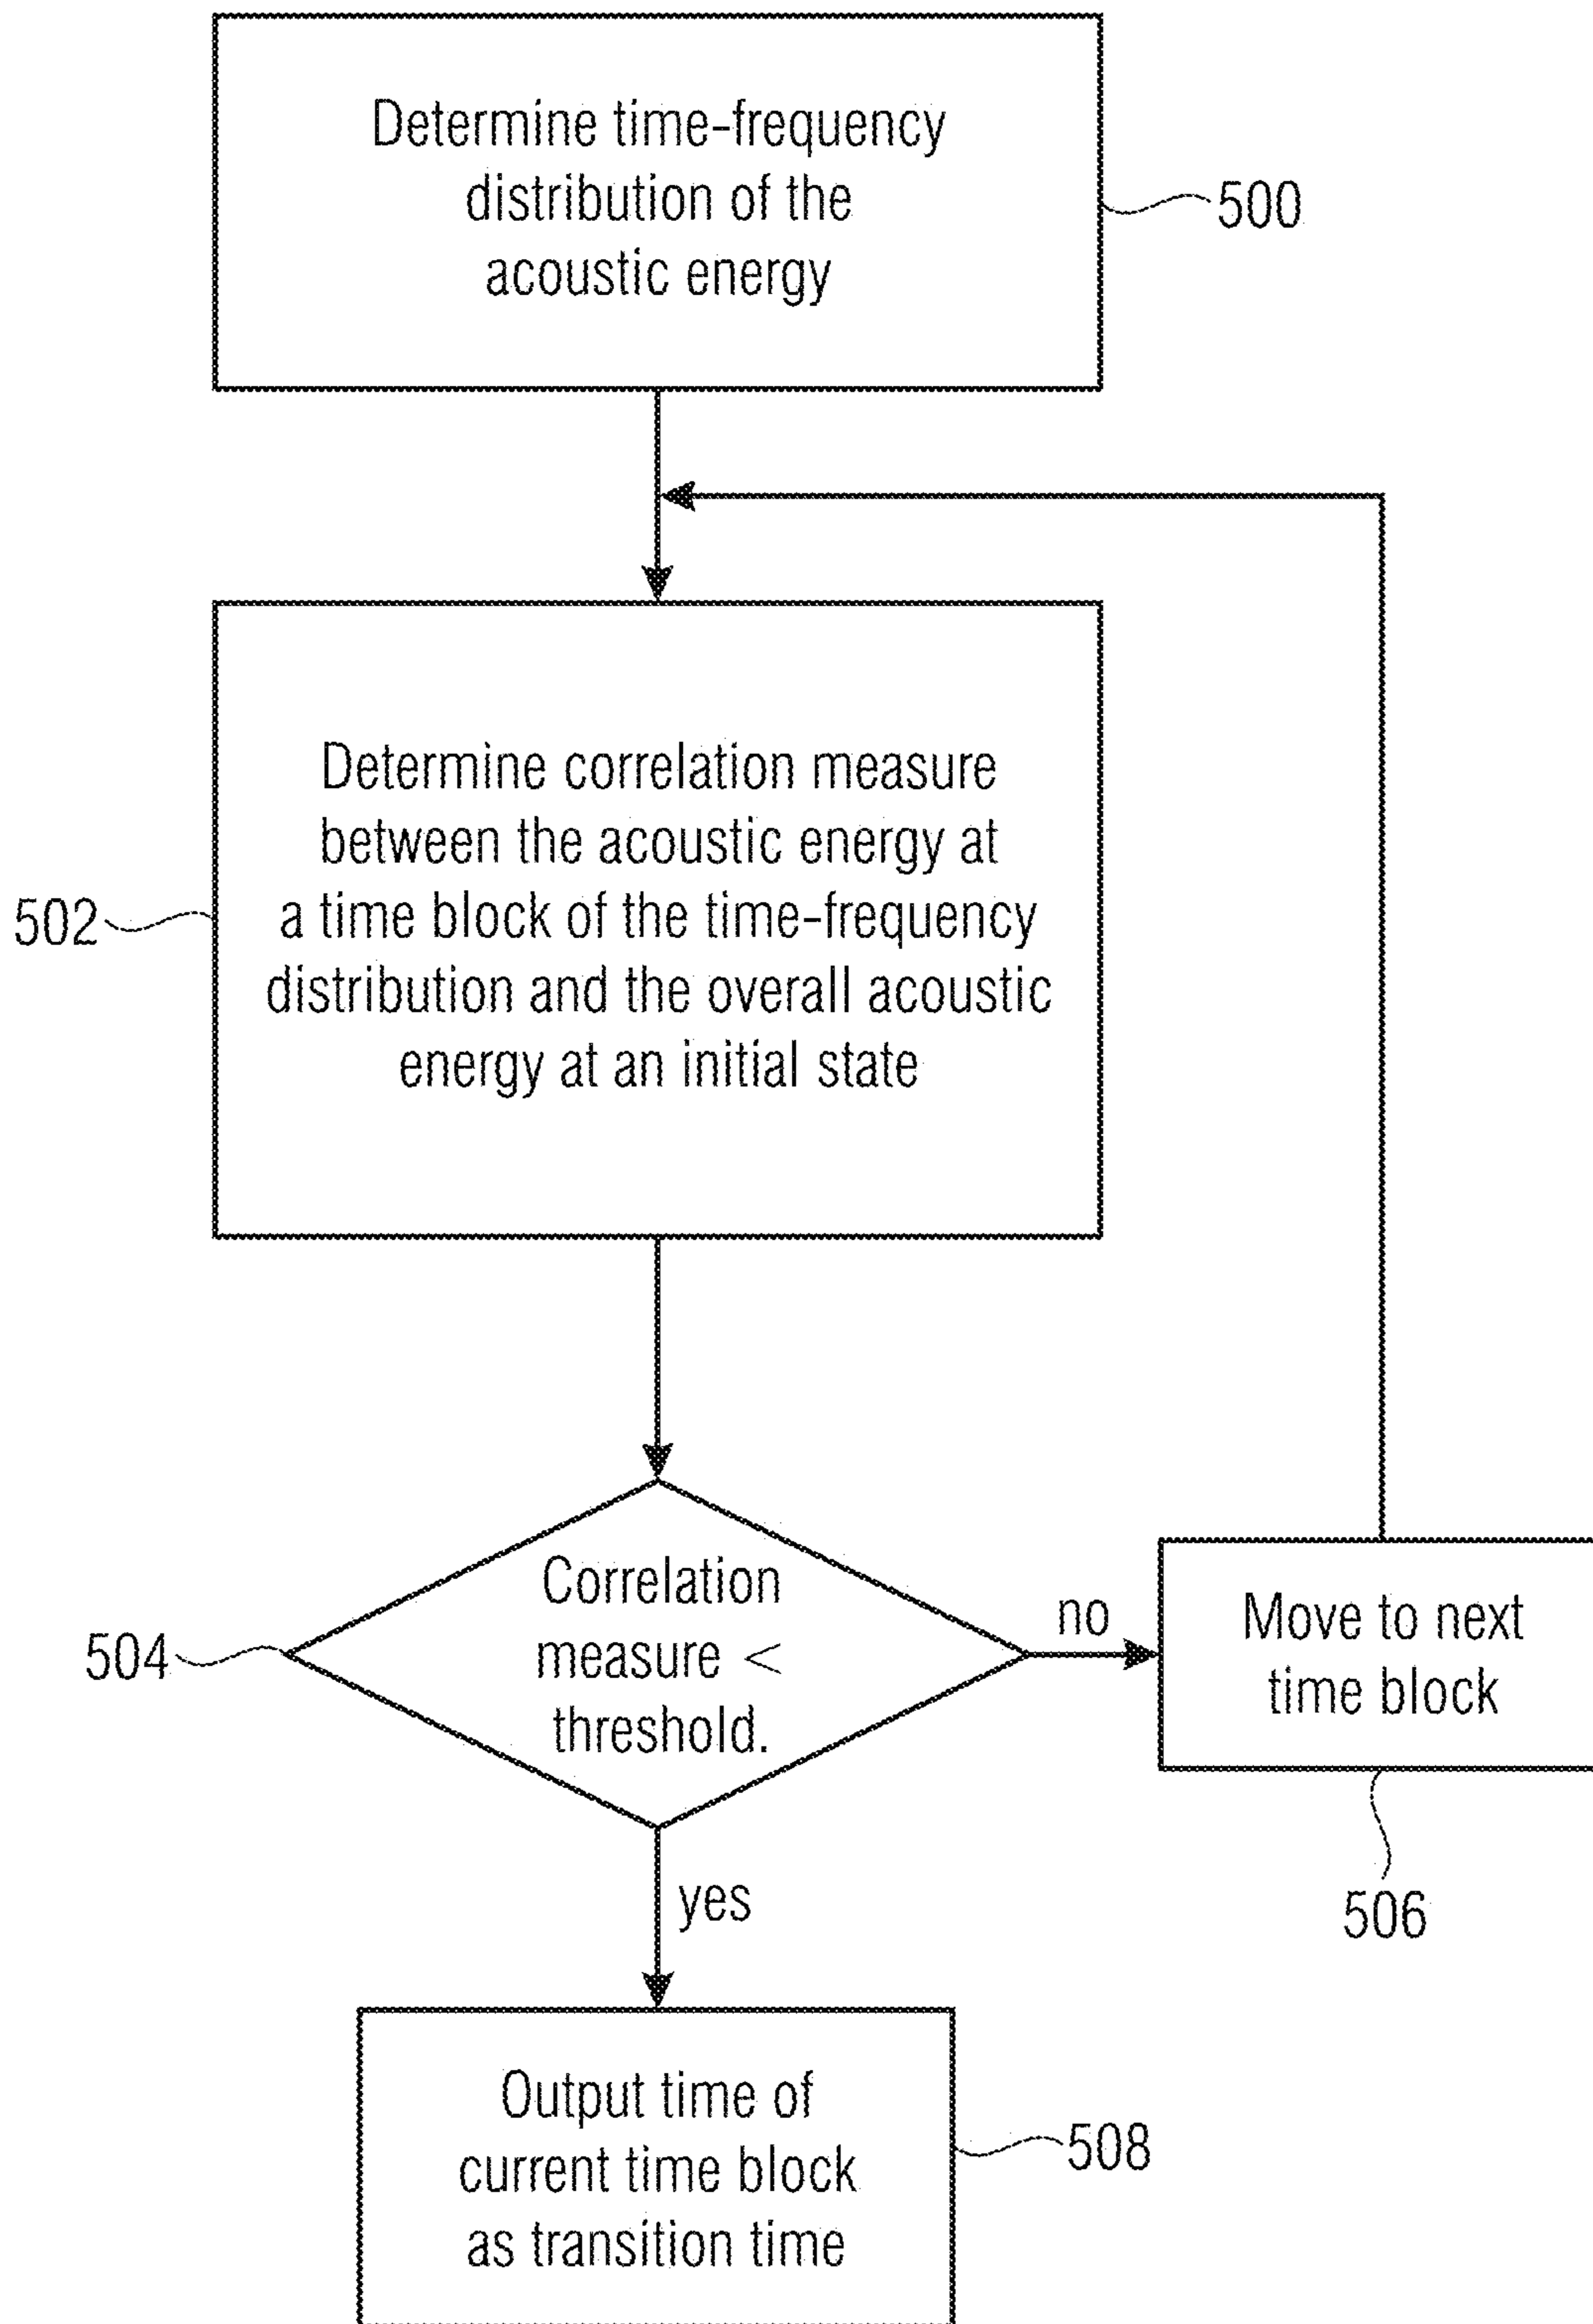 Determine time-frequency
distribution of the
acoustic energy
500
Determine correlation measure
between the acoustic energy at
a time block of the time-frequency
distribution and the overall acoustic
energy at an initial state
502
Correlation
measure <
threshold.
504
no
Move to next
time block
506
yes
Output time of
current time block
as transition time
508